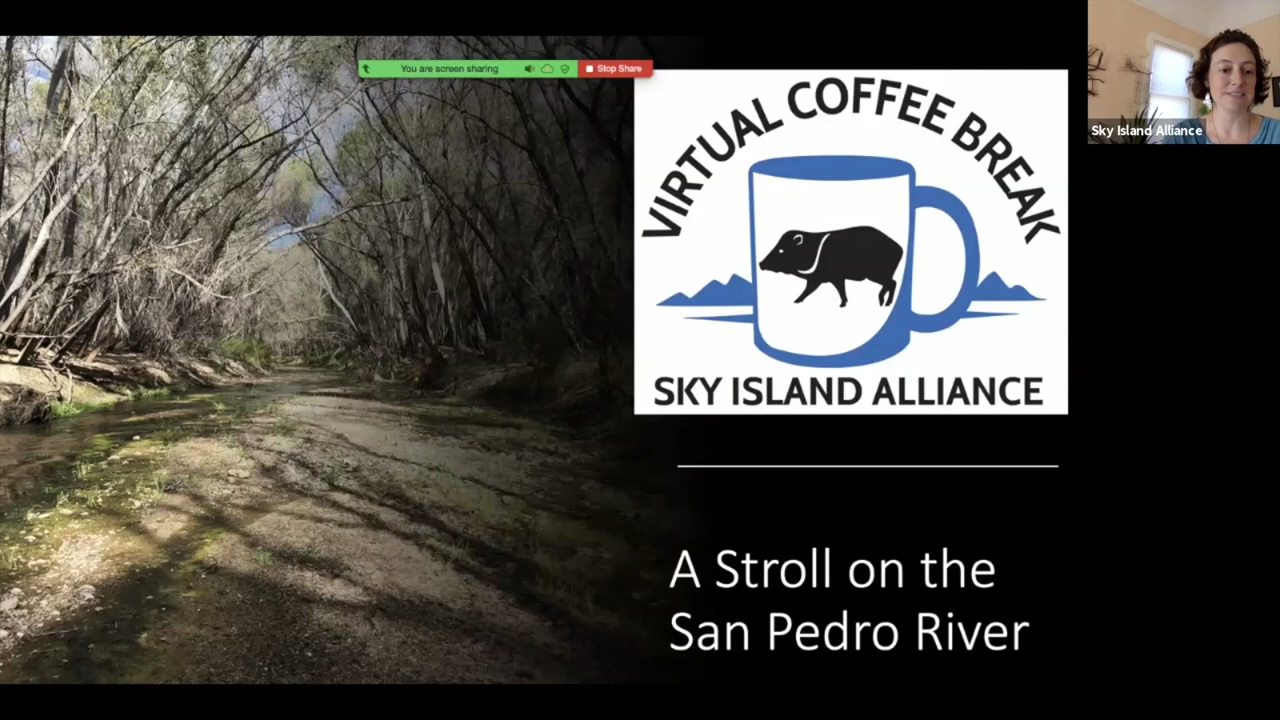 You are screen sharing
Stop Share
Sky Island Alliance
VIRTUAL COFFEE BREAK
SKY ISLAND ALLIANCE
A Stroll on the
San Pedro River